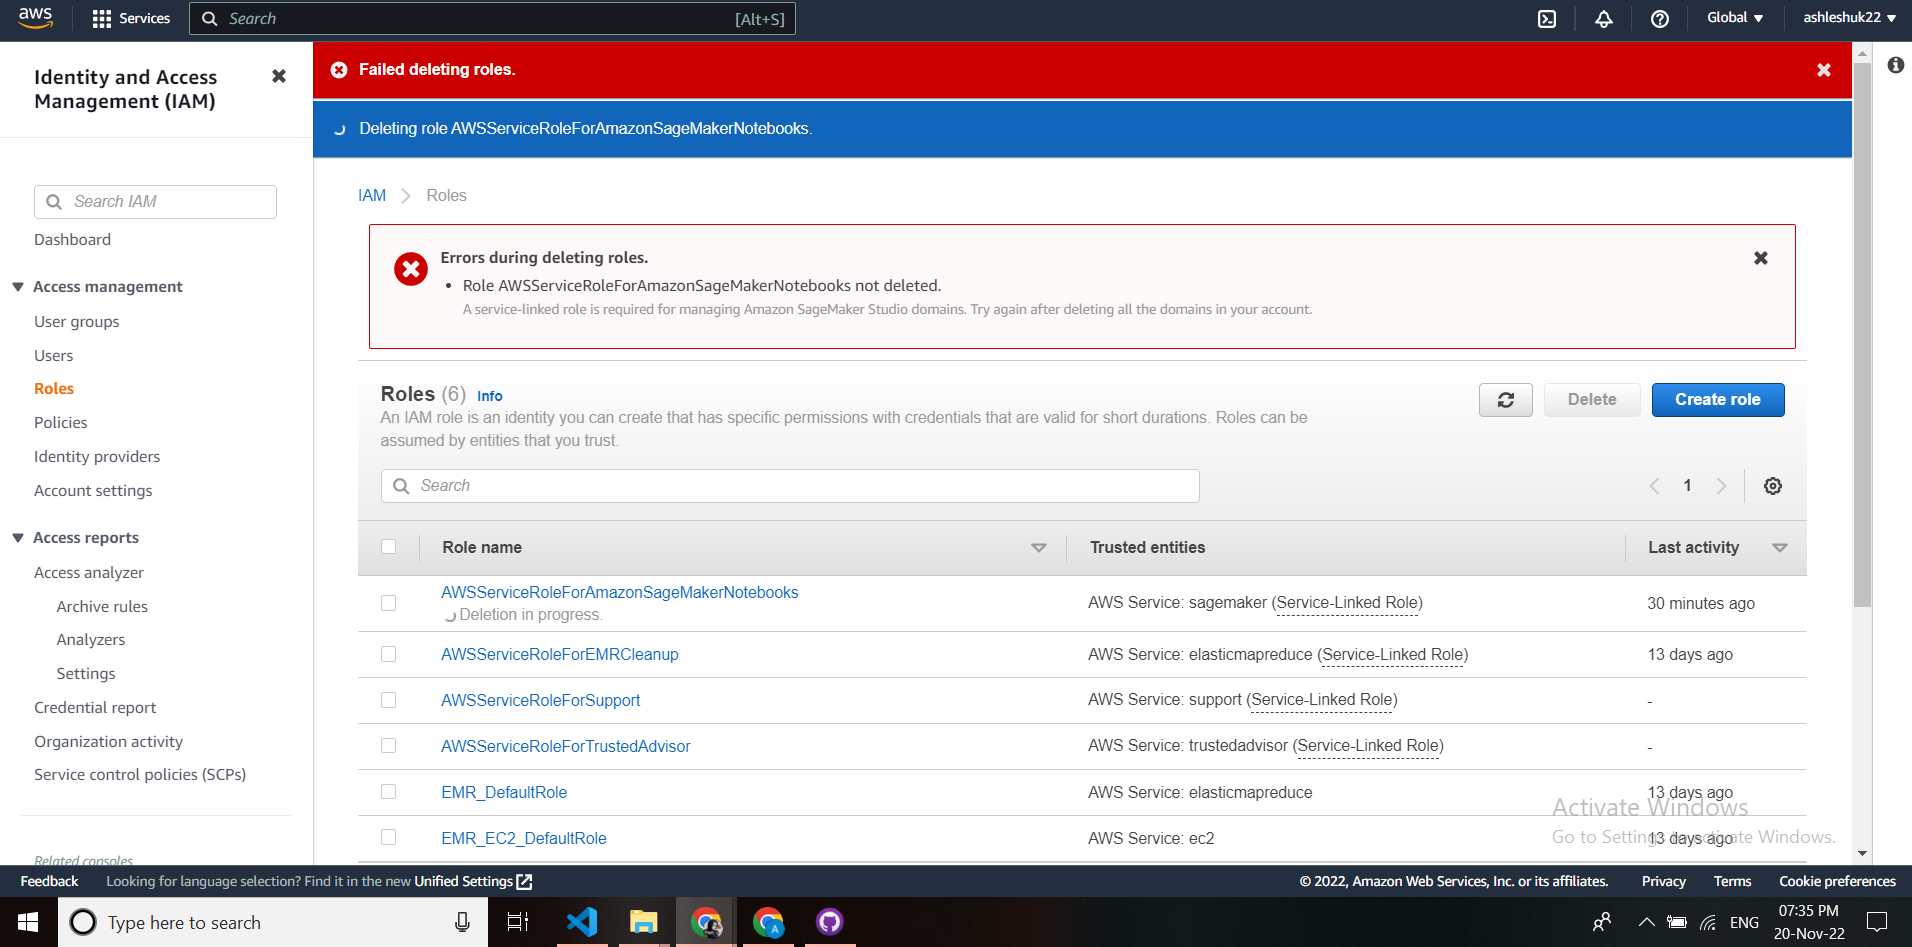 aws
Services
Search
[Alt+S]
Global
ashleshuk22
Identity and Access
Management (IAM)
Search IAM
Dashboard
Access management
User groups
Users
Roles
Policies
Identity providers
Account settings
Access reports
Access analyzer
Archive rules
Analyzers
Settings
Credential report
Organization activity
Service control policies (SCPs)
Related consoles
Failed deleting roles.
Deleting role AWSServiceRoleForAmazonSageMakerNotebooks.
IAM
Roles
Errors during deleting roles.
• Role AWSServiceRoleForAmazonSageMakerNotebooks not deleted.
A service-linked role is required for managing Amazon SageMaker Studio domains. Try again after deleting all the domains in your account.
Roles (6) Info
An IAM role is an identity you can create that has specific permissions with credentials that are valid for short durations. Roles can be
assumed by entities that you trust.
Delete
Create role
Search
1
Role name
Trusted entities
Last activity
AWSServiceRoleForAmazonSageMakerNotebooks
Deletion in progress.
AWS Service: sagemaker (Service-Linked Role)
30 minutes ago
AWSServiceRoleForEMRCleanup
AWS Service: elasticmapreduce (Service-Linked Role)
13 days ago
AWSServiceRoleForSupport
AWS Service: support (Service-Linked Role)
-
AWSServiceRoleForTrustedAdvisor
AWS Service: trustedadvisor (Service-Linked Role)
-
EMR_DefaultRole
AWS Service: elasticmapreduce
13 days ago
EMR_EC2_DefaultRole
AWS Service: ec2
13 days ago
Activate Windows
Go to Settings to activate Windows.
Feedback
Looking for language selection? Find it in the new Unified Settings
© 2022, Amazon Web Services, Inc. or its affiliates.
Privacy
Terms
Cookie preferences
Type here to search
A
ENG
07:35 PM
20-Nov-22